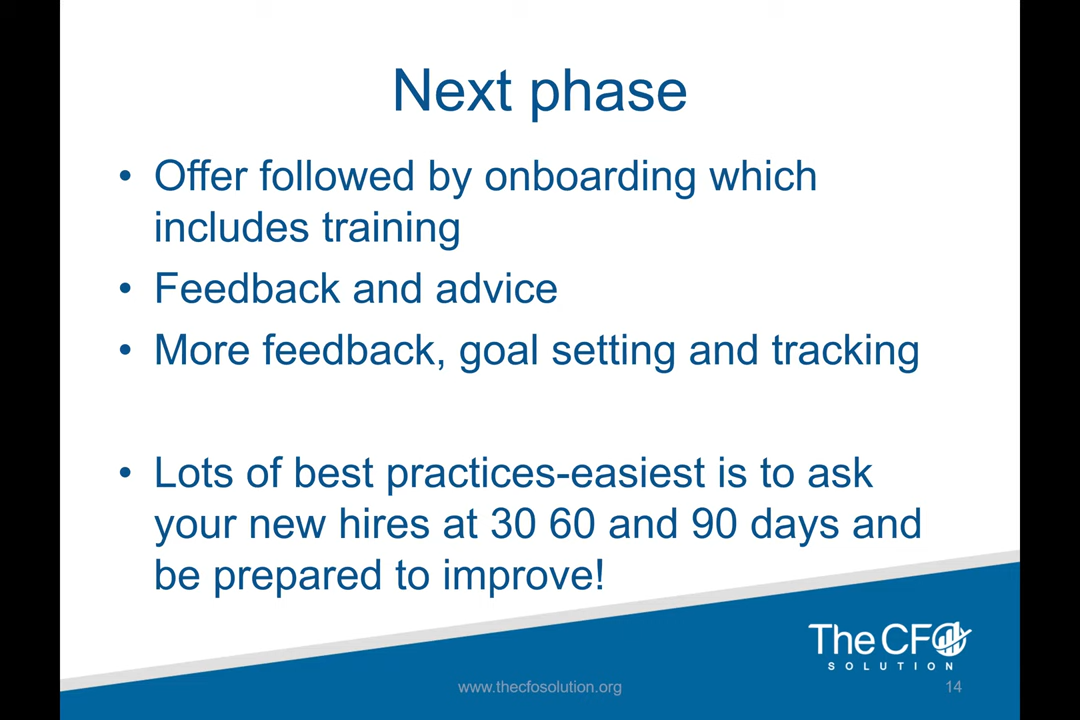 Next phase
• Offer followed by onboarding which
includes training
• Feedback and advice
• More feedback, goal setting and tracking
• Lots of best practices-easiest is to ask
your new hires at 30 60 and 90 days and
be prepared to improve!
The CFO
SOLUTION
www.thecfosolution.org
14